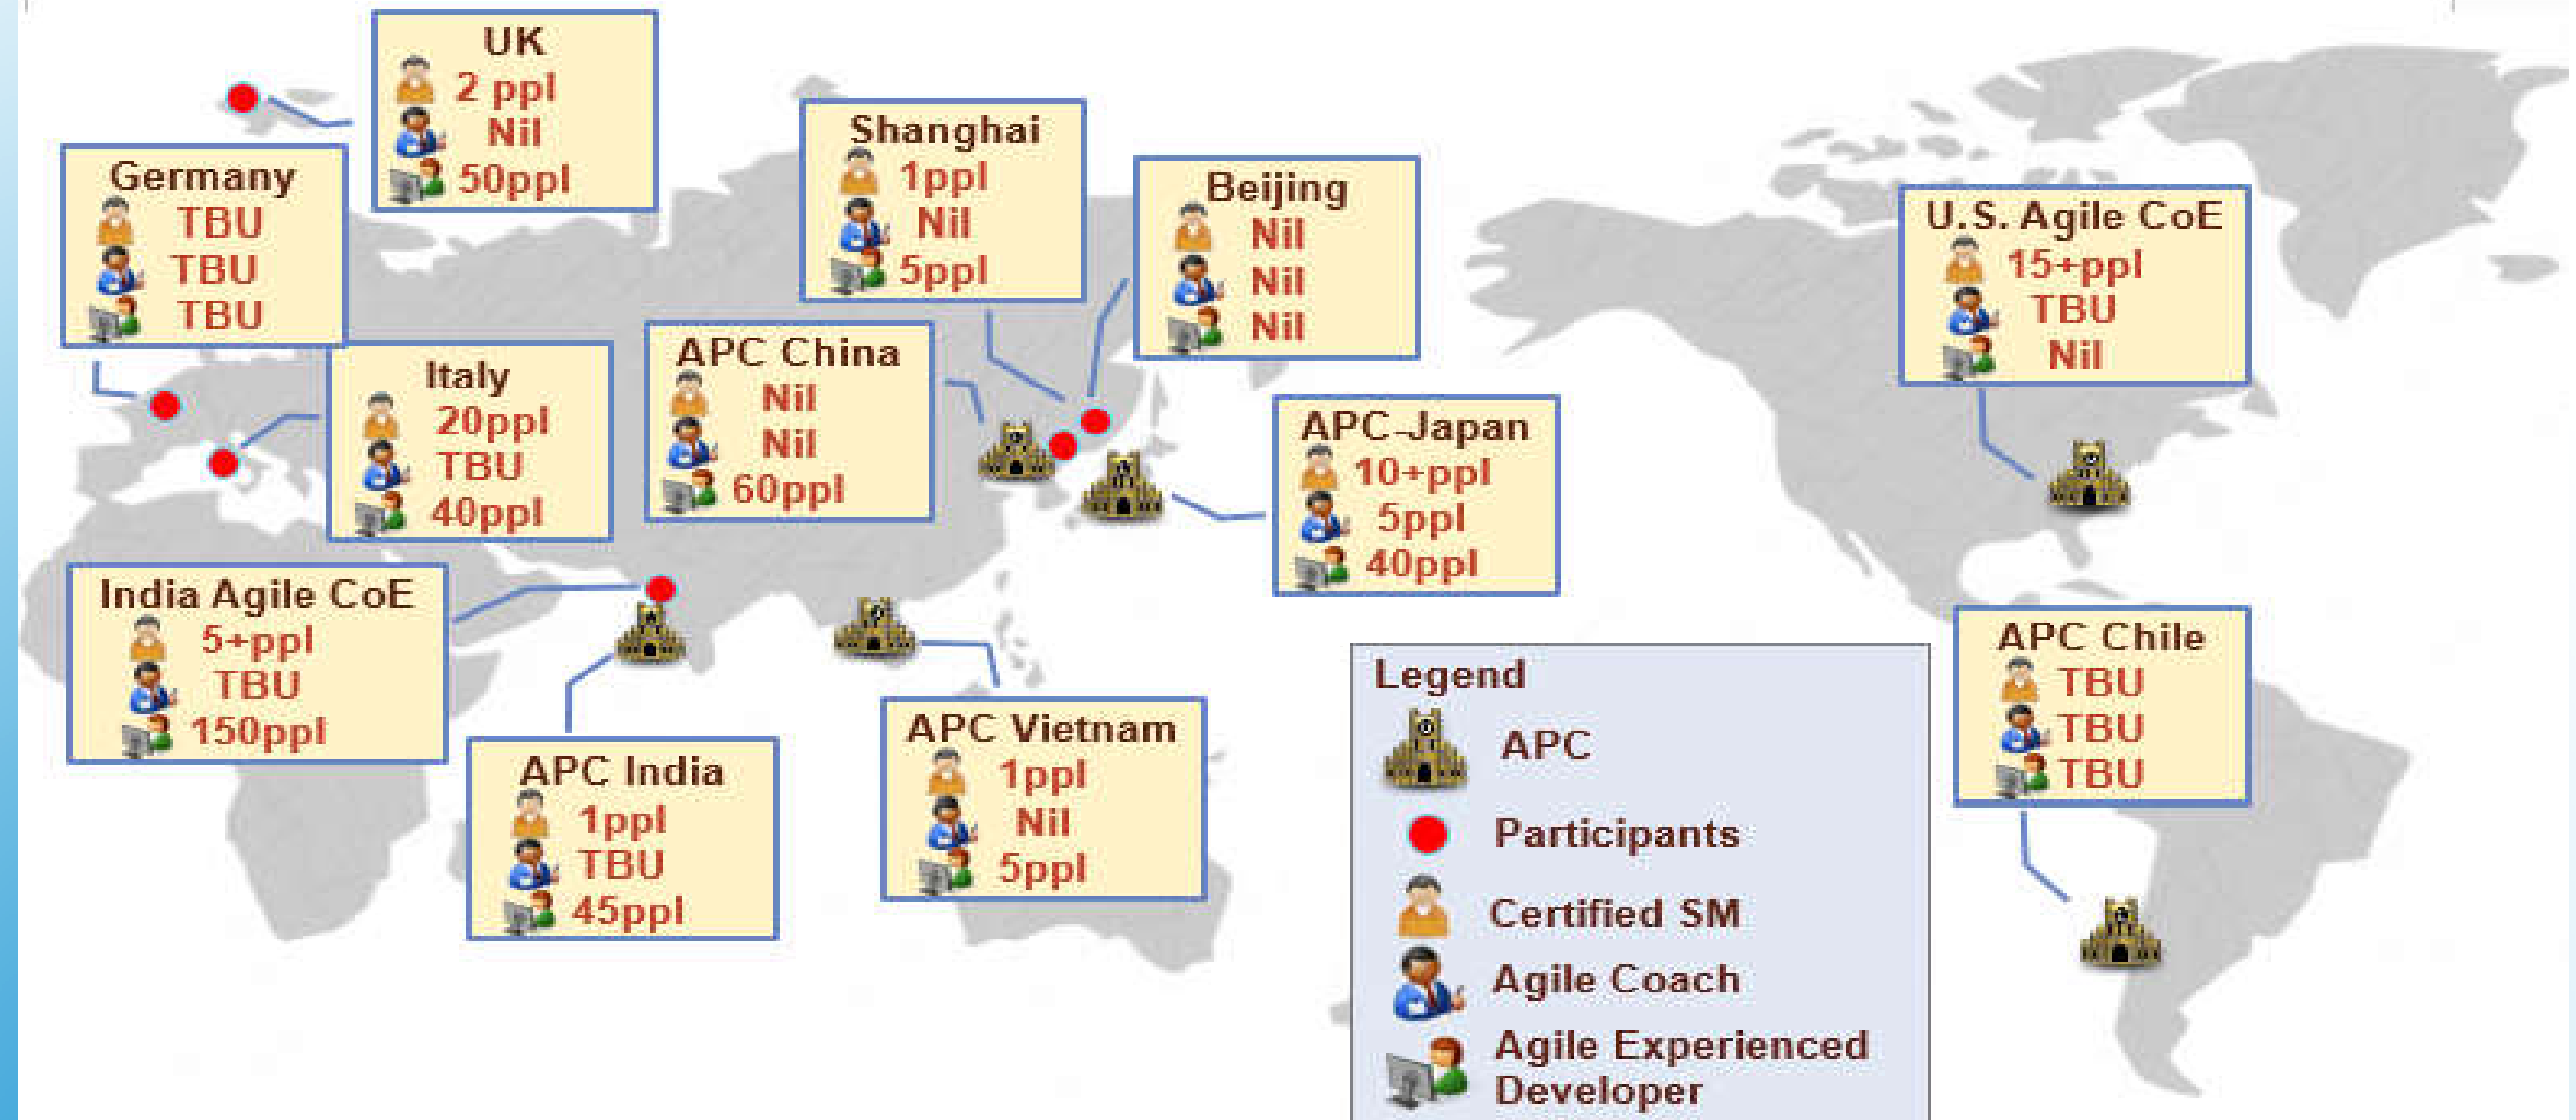 UK
2 ppl
Nil
50ppl
Germany
TBU
TBU
TBU
Shanghai
1ppl
Nil
5ppl
Beijing
Nil
Nil
Nil
U.S. Agile CoE
15+ppl
TBU
Nil
Italy
20ppl
TBU
40ppl
APC China
Nil
Nil
60ppl
APC-Japan
10+ppl
5ppl
40ppl
India Agile CoE
5+ppl
TBU
150ppl
APC India
1ppl
TBU
45ppl
APC Vietnam
1ppl
Nil
5ppl
APC Chile
TBU
TBU
TBU
Legend
APC
Participants
Certified SM
Agile Coach
Agile Experienced
Developer